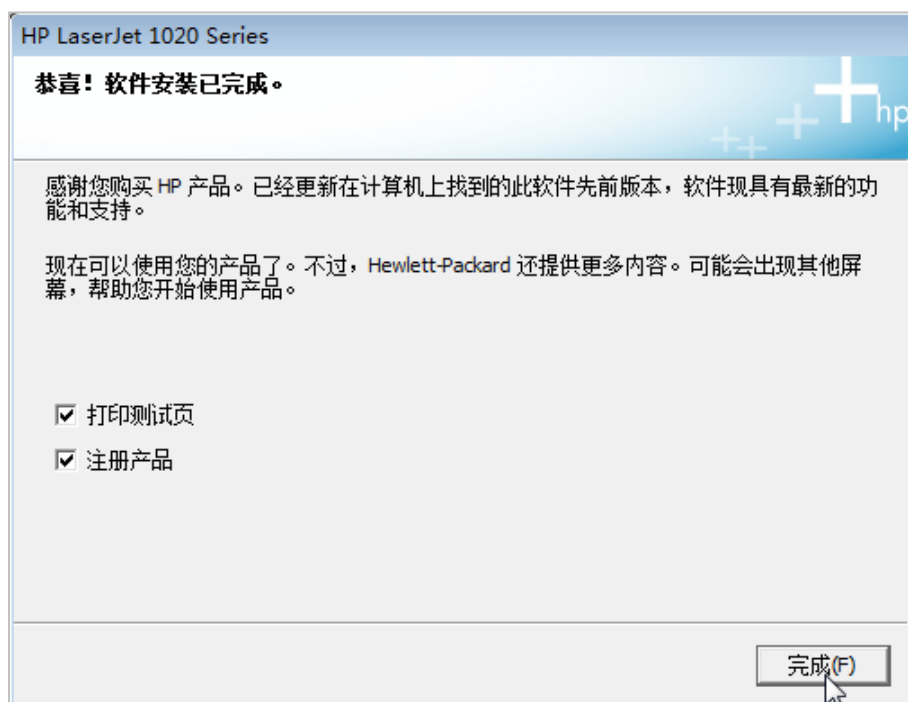 HP LaserJet 1020 Series
恭喜！软件安装已完成。
hp
感谢您购买 HP 产品。已经更新在计算机上找到的此软件先前版本，软件现具有最新的功
能和支持。
现在可以使用您的产品了。不过，Hewlett-Packard 还提供更多内容。可能会出现其他屏
幕，帮助您开始使用产品。
打印测试页
注册产品
完成(F)